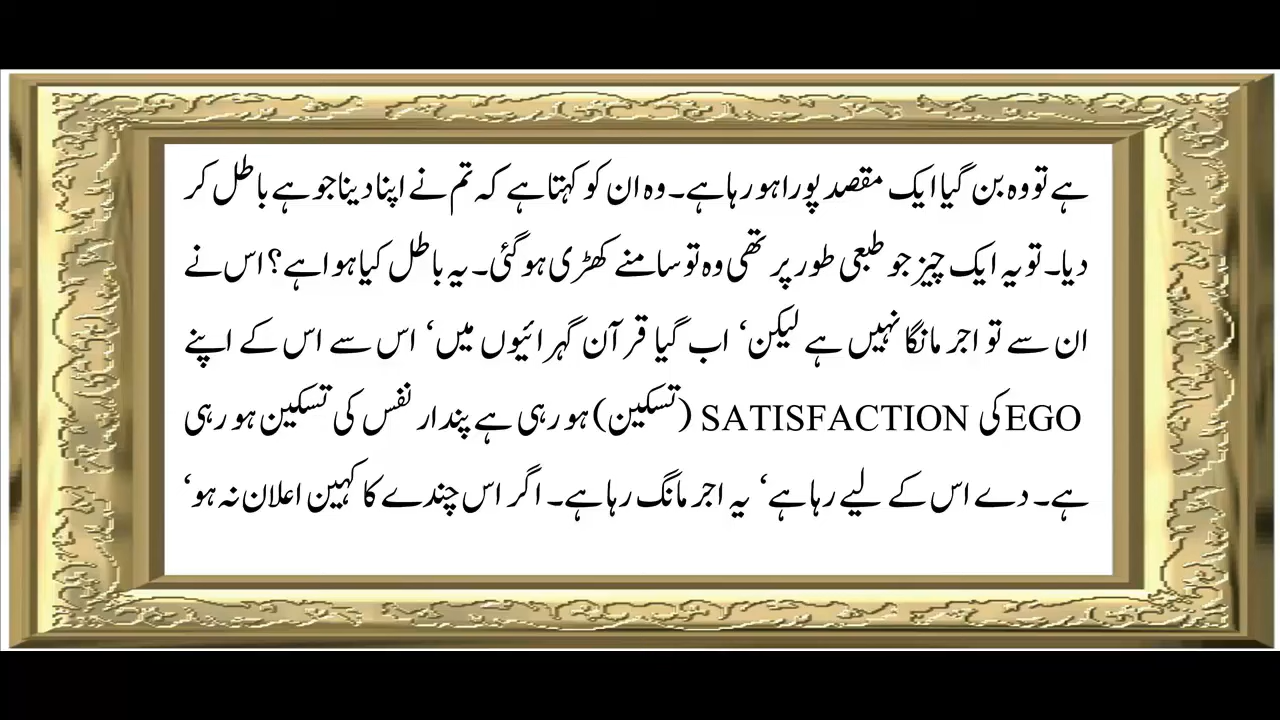 ہے تو وہ بن گیا ایک مقصد پورا ہو رہا ہے۔ وہ ان کو کہتا ہے کہ تم نے اپنا دینا جو ہے باطل کر
دیا۔ تو یہ ایک چیز جو طبعی طور پر تھی وہ تو سامنے کھڑی ہو گئی۔ یہ باطل کیا ہوا ہے؟ اس نے
ان سے تو اجر مانگا نہیں ہے لیکن‘ اب گیا قرآن گہرائیوں میں‘ اس سے اس کے اپنے
EGO کی SATISFACTION (تسکین) ہو رہی ہے پندار نفس کی تسکین ہو رہی
ہے۔ دے اس کے لیے رہا ہے‘ یہ اجر مانگ رہا ہے۔ اگر اس چندے کا کہین اعلان نہ ہو‘